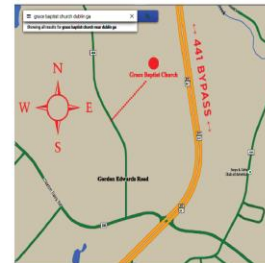 grace baptist church dublin ga
Showing all results for grace baptist church near dublin ga
N
W E
S
Grace Baptist Church
441 BYPASS
Gordon Edwards Road